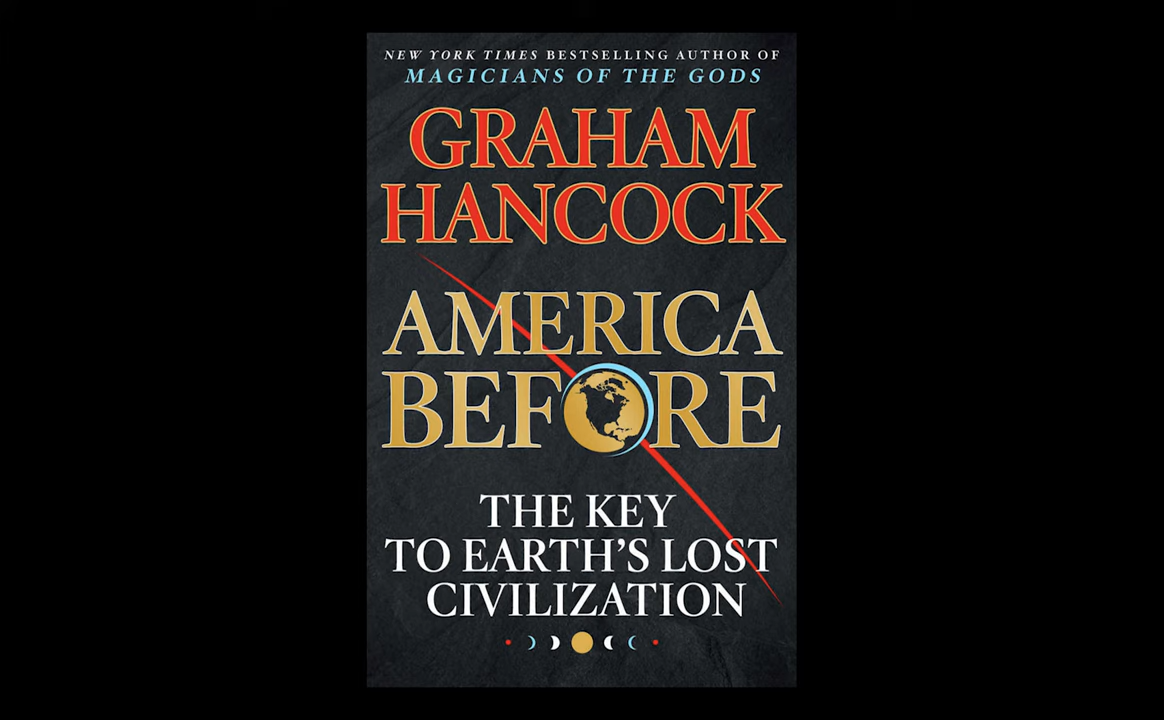 NEW YORK TIMES BESTSELLING AUTHOR OF
MAGICIANS OF THE GODS
GRAHAM
HANCOCK
AMERICA
BEFORE
THE KEY
TO EARTH'S LOST
CIVILIZATION